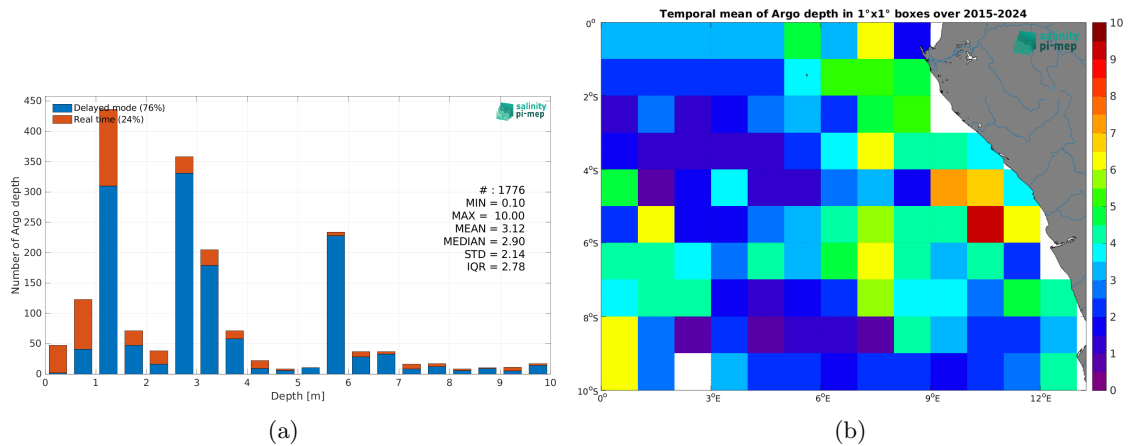 450
400
350
300
250
200
150
100
50
0
Number of Argo depth
Delayed mode (76%)
Real time (24%)
salinity
pi-mep
# : 1776
MIN = 0.10
MAX = 10.00
MEAN = 3.12
MEDIAN = 2.90
STD = 2.14
IQR = 2.78
0 1 2 3 4 5 6 7 8 9 10
Depth [m]
(a)
Temporal mean of Argo depth in 1°x1° boxes over 2015-2024
salinity
pi-mep
0°
2°S
4°S
6°S
8°S
10°S
0° 3°E 6°E 9°E 12°E
10
9
8
7
6
5
4
3
2
1
0
(b)